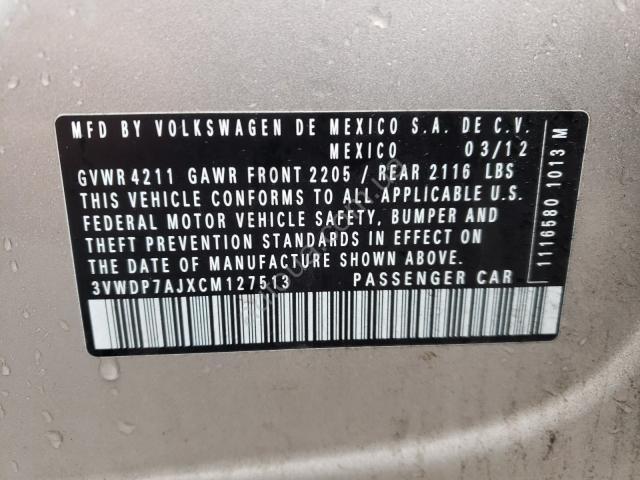 MFD BY VOLKSWAGEN DE MEXICO S.A. DE C.V.
MEXICO 03/12
GVWR 4211 GAWR FRONT 2205 / REAR 2116 LBS
THIS VEHICLE CONFORMS TO ALL APPLICABLE U.S.
FEDERAL MOTOR VEHICLE SAFETY, BUMPER AND
THEFT PREVENTION STANDARDS IN EFFECT ON
THE DATE OF MANUFACTURE SHOWN ABOVE.
3VWDP7AJXCM127513 PASSENGER CAR
1116580 1013 M